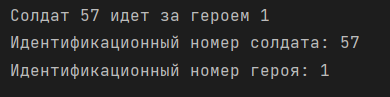 Солдат 57 идет за героем 1
Идентификационный номер солдата: 57
Идентификационный номер героя: 1